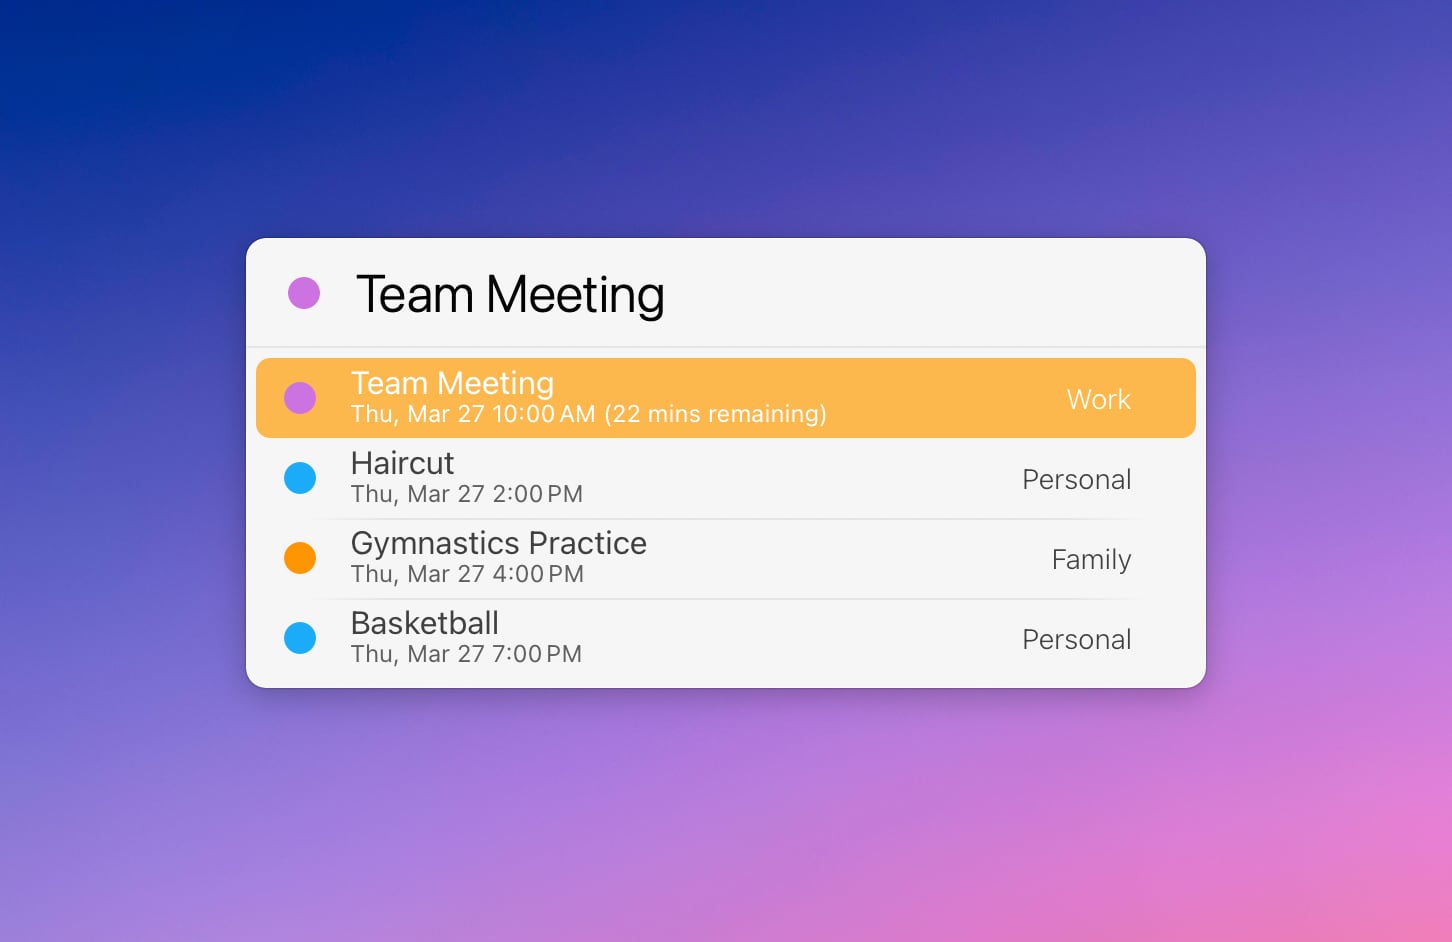 Team Meeting
Team Meeting
Thu, Mar 27 10:00 AM (22 mins remaining)
Work
Haircut
Thu, Mar 27 2:00 PM
Personal
Gymnastics Practice
Thu, Mar 27 4:00 PM
Family
Basketball
Thu, Mar 27 7:00 PM
Personal